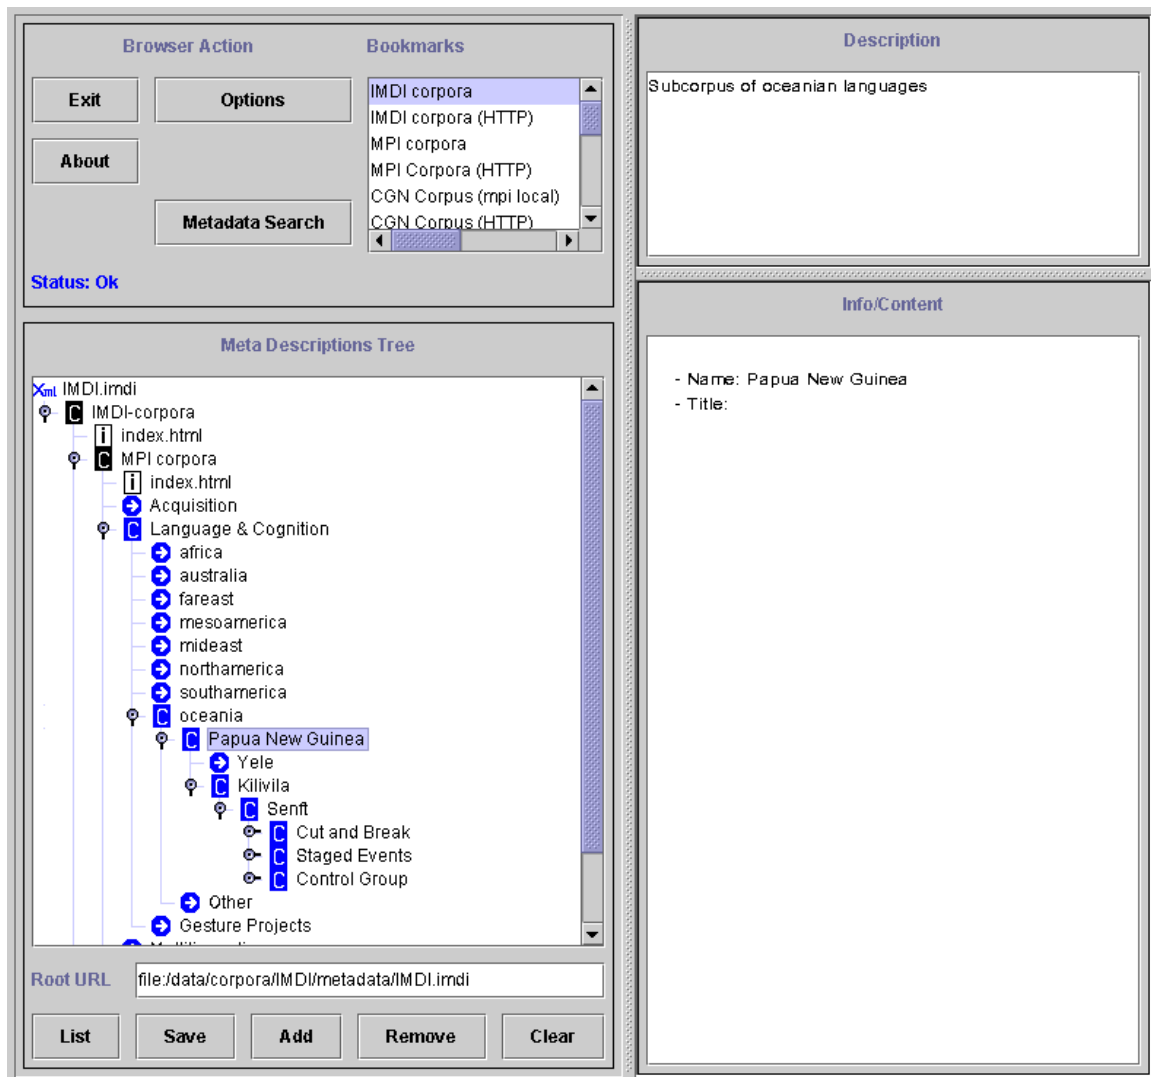 Browser Action
Bookmarks
Exit
Options
About
Metadata Search
IMDI corpora
IMDI corpora (HTTP)
MPI corpora
MPI Corpora (HTTP)
CGN Corpus (mpi local)
CGN Corpus (HTTP)
Status: Ok
Meta Descriptions Tree
Xml IMDI.imdi
C IMDI-corpora
i index.html
C MPI corpora
i index.html
Acquisition
C Language & Cognition
africa
australia
fareast
mesoamerica
mideast
northamerica
southamerica
C oceania
C Papua New Guinea
Yele
C Kilivila
C Senft
C Cut and Break
C Staged Events
C Control Group
Other
Gesture Projects
Root URL file:/data/corpora/IMDI/metadata/IMDI.imdi
List Save Add Remove Clear
Description
Subcorpus of oceanian languages
Info/Content
- Name: Papua New Guinea
- Title: